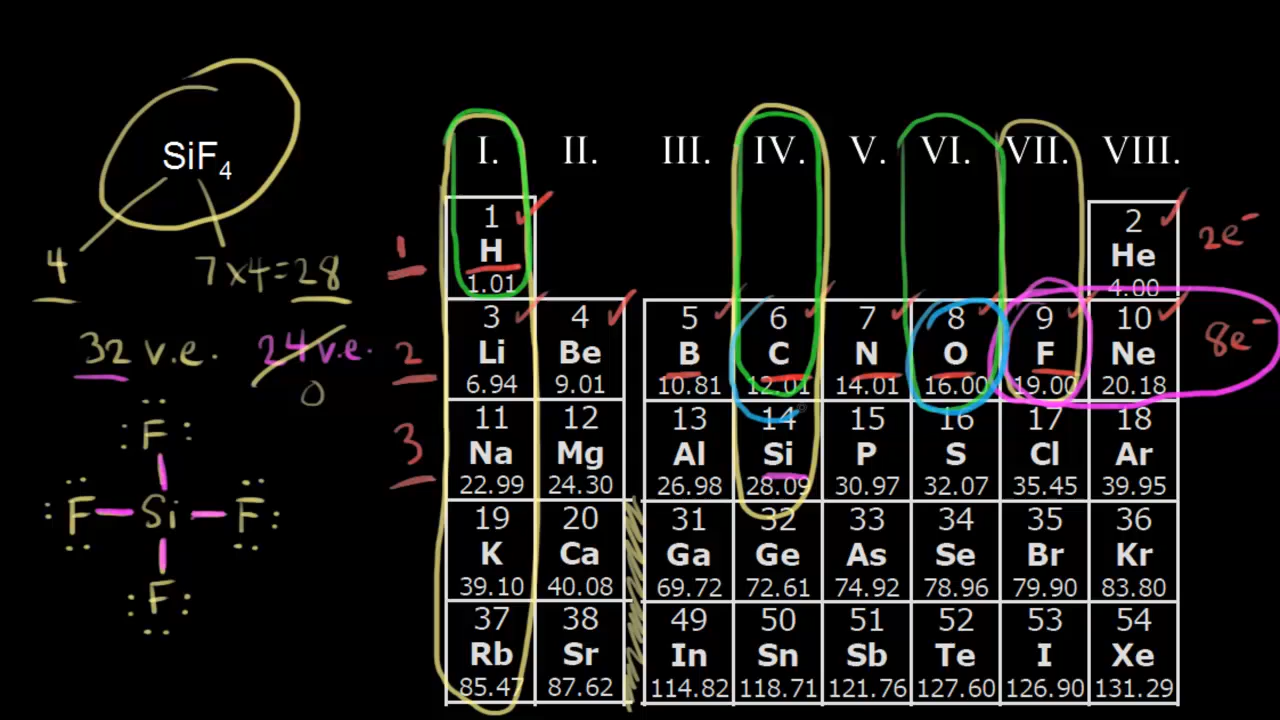 I. II. III. IV. V. VI. VII. VIII.
SiF4
4 7×4=28
32 v.e. 24 v.e.
0
F
F Si F
F
1 2 3
2e⁻
8e⁻
1 2
H He
1.01 4.00
3 4 5 6 7 8 9 10
Li Be B C N O F Ne
6.94 9.01 10.81 12.01 14.01 16.00 19.00 20.18
11 12 13 14 15 16 17 18
Na Mg Al Si P S Cl Ar
22.99 24.30 26.98 28.09 30.97 32.07 35.45 39.95
19 20 31 32 33 34 35 36
K Ca Ga Ge As Se Br Kr
39.10 40.08 69.72 72.61 74.92 78.96 79.90 83.80
37 38 49 50 51 52 53 54
Rb Sr In Sn Sb Te I Xe
85.47 87.62 114.82 118.71 121.76 127.60 126.90 131.29